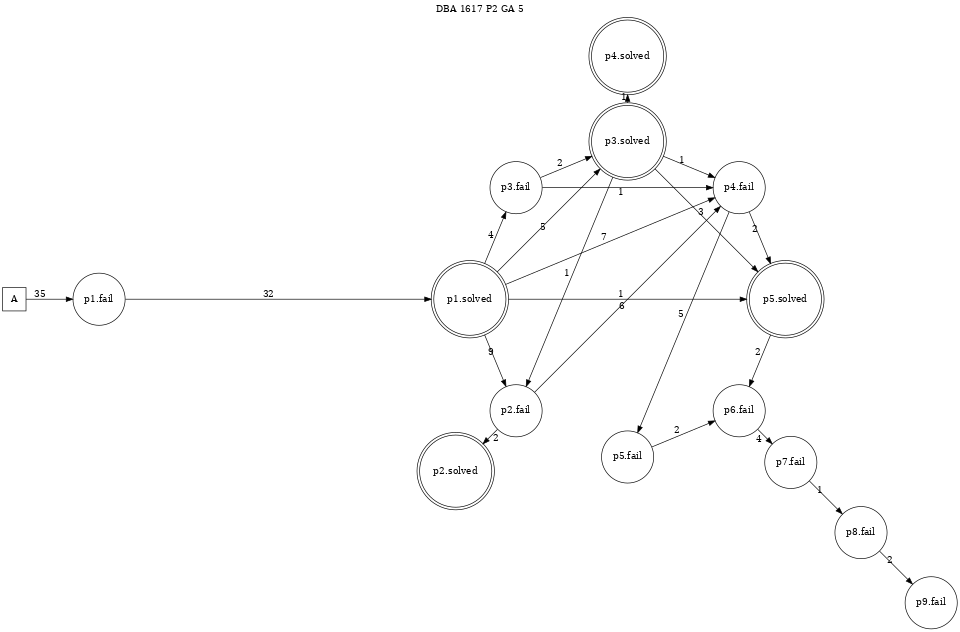 DBA 1617 P2 GA 5
p4.solved
1
p3.solved
2
1
p3.fail
p4.fail
1
4
5
7
3
2
1
A
35
p1.fail
32
p1.solved
1
6
p5.solved
5
9
2
p2.fail
p6.fail
2
2
4
p2.solved
p5.fail
p7.fail
1
p8.fail
2
p9.fail